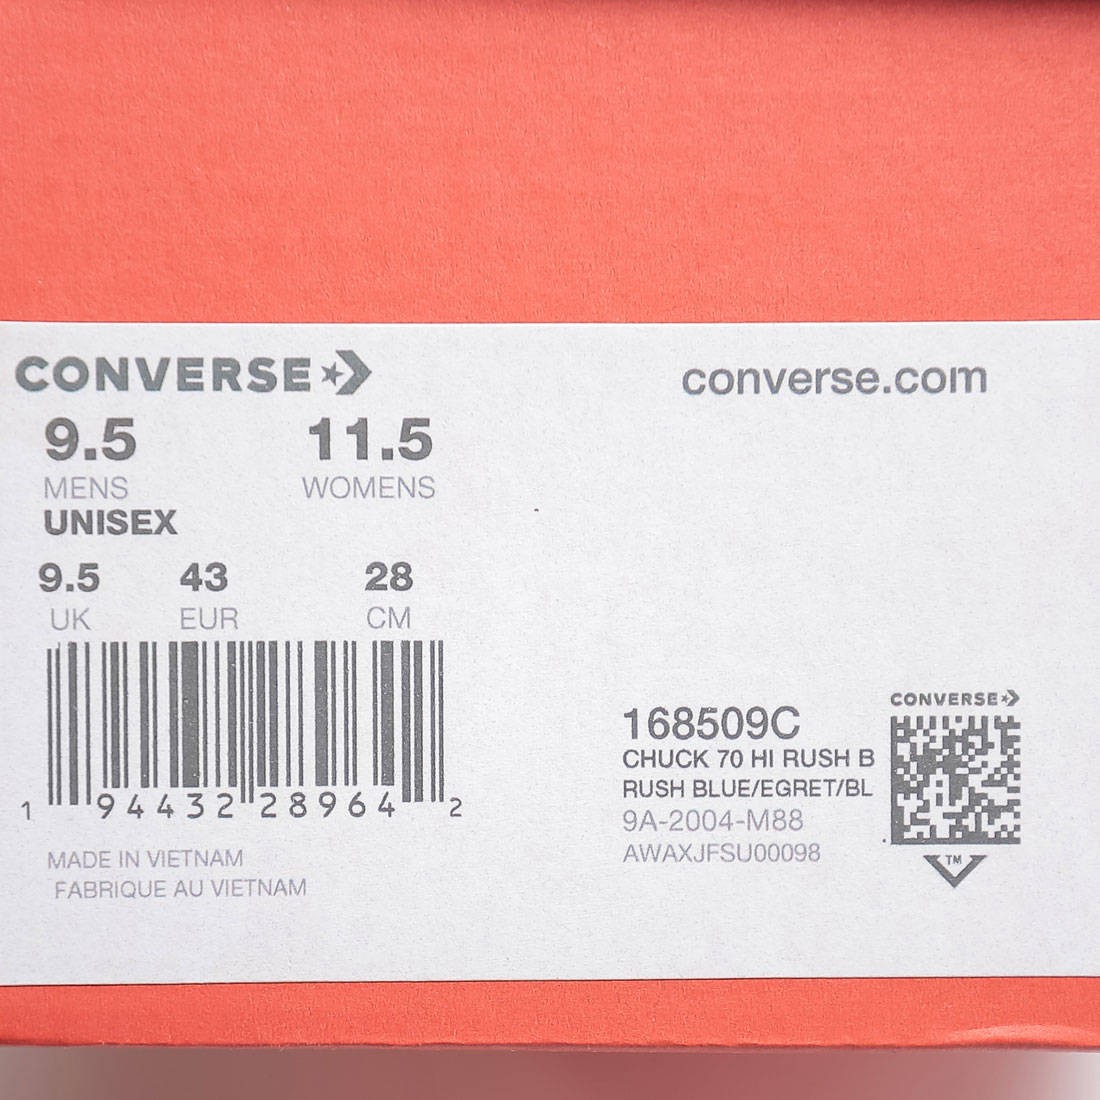 CONVERSE
converse.com
9.5 11.5
MENS WOMENS
UNISEX
9.5 43 28
UK EUR CM
1 94432 28964 2
MADE IN VIETNAM
FABRIQUE AU VIETNAM
CONVERSE
168509C
CHUCK 70 HI RUSH B
RUSH BLUE/EGRET/BL
9A-2004-M88
AWAXJFSU00098
TM